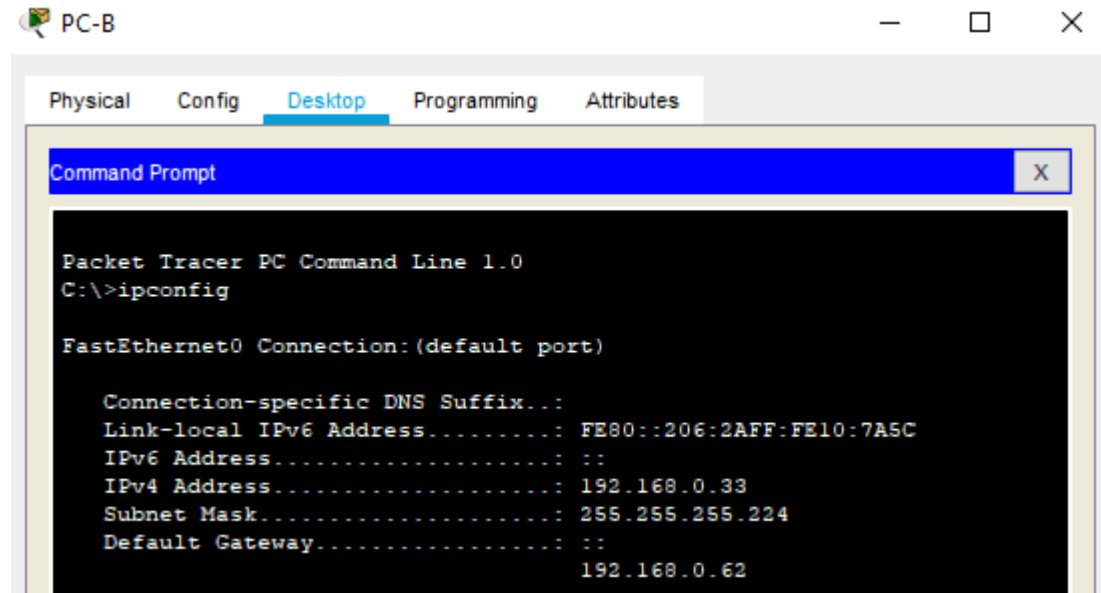 PC-B
Physical Config Desktop Programming Attributes
Command Prompt
X
Packet Tracer PC Command Line 1.0
C:\>ipconfig
FastEthernet0 Connection:(default port)
Connection-specific DNS Suffix..:
Link-local IPv6 Address.........: FE80::206:2AFF:FE10:7A5C
IPv6 Address....................: ::
IPv4 Address....................: 192.168.0.33
Subnet Mask.....................: 255.255.255.224
Default Gateway.................: ::
192.168.0.62